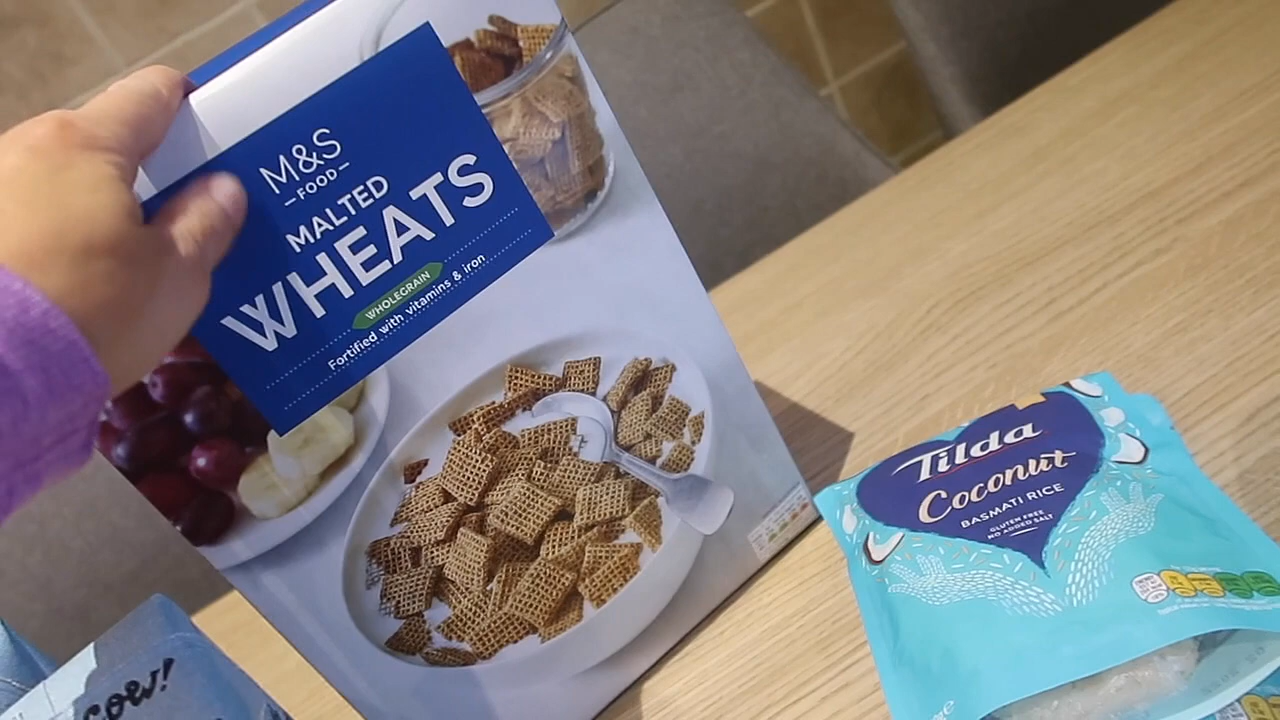 M&S
FOOD
MALTED
WHEATS
WHOLEGRAIN
Fortified with vitamins & iron
Tilda
Coconut
BASMATI RICE
GLUTEN FREE
NO ADDED SALT
cow!